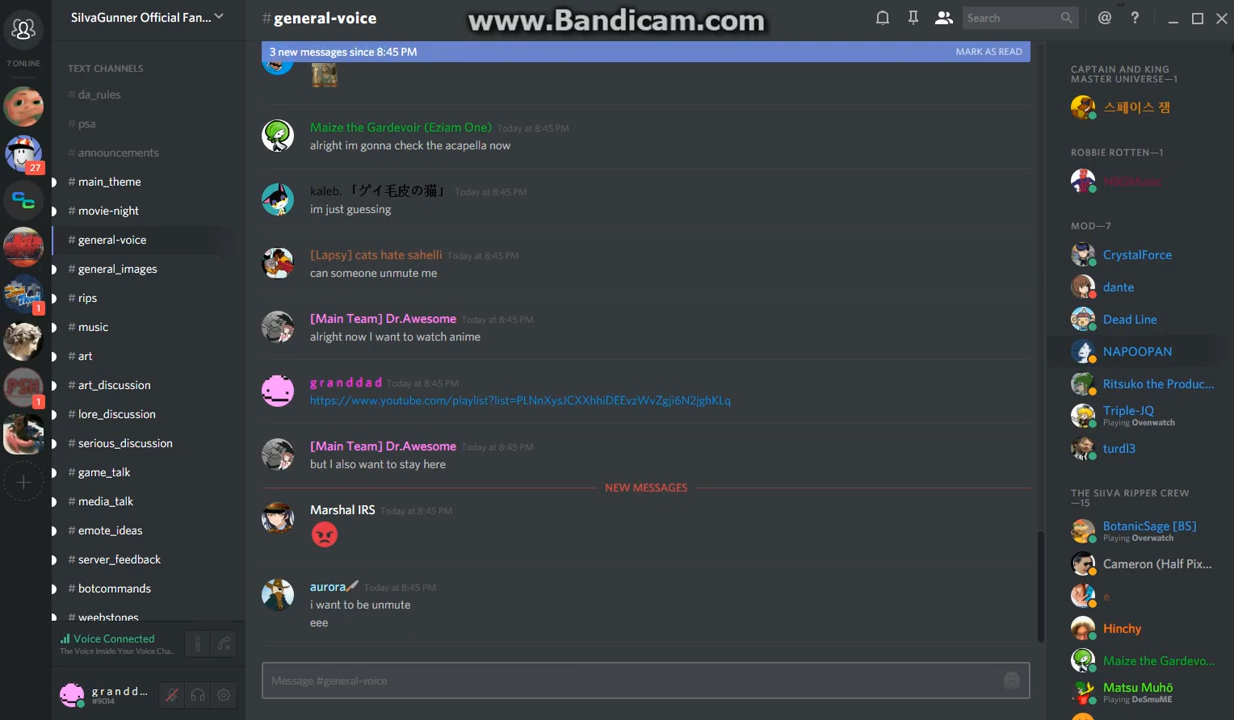 www.Bandicam.com
SilvaGunner Official Fan...
# general-voice
Search
7 ONLINE
27
1
1
TEXT CHANNELS
# da_rules
# psa
# announcements
# main_theme
# movie-night
# general-voice
# general_images
# rips
# music
# art
# art_discussion
# lore_discussion
# serious_discussion
# game_talk
# media_talk
# emote_ideas
# server_feedback
# botcommands
# weebstones
Voice Connected
The Voice Inside Your Voice Cha...
g r a n d d...
#9014
3 new messages since 8:45 PM MARK AS READ
Maize the Gardevoir (Eziam One) Today at 8:45 PM
alright im gonna check the acapella now
kaleb. 「ゲイ毛皮の猫」 Today at 8:45 PM
im just guessing
[Lapsy] cats hate sahelli Today at 8:45 PM
can someone unmute me
[Main Team] Dr.Awesome Today at 8:45 PM
alright now I want to watch anime
g r a n d d a d Today at 8:45 PM
https://www.youtube.com/playlist?list=PLNnXysJCXXhhiDEEvzWvZgji6N2jghKLq
[Main Team] Dr.Awesome Today at 8:45 PM
but I also want to stay here
NEW MESSAGES
Marshal IRS Today at 8:45 PM
aurora Today at 8:45 PM
i want to be unmute
eee
Message #general-voice
CAPTAIN AND KING
MASTER UNIVERSE—1
스페이스 잼
ROBBIE ROTTEN—1
MOD—7
CrystalForce
dante
Dead Line
NAPOOPAN
Ritsuko the Produc...
Triple-JQ
Playing Overwatch
turdl3
THE SIIVA RIPPER CREW
—15
BotanicSage [BS]
Playing Overwatch
Cameron (Half Pix...
e
Hinchy
Maize the Gardevo...
Matsu Muhō
Playing DeSmuME